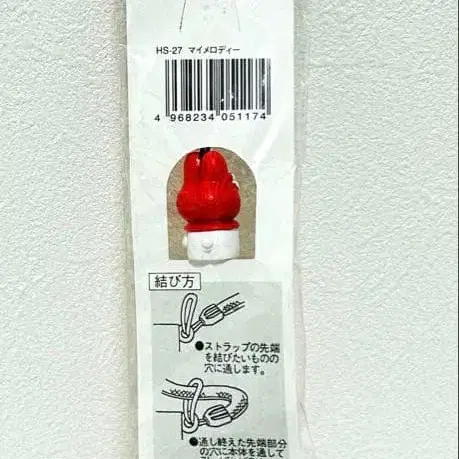 HS-27 マイメロディー
4 968234 051174
結び方
●ストラップの先端
を結びたいものの
穴に通します。
●通し終えた先端部分
の穴に本体を通して